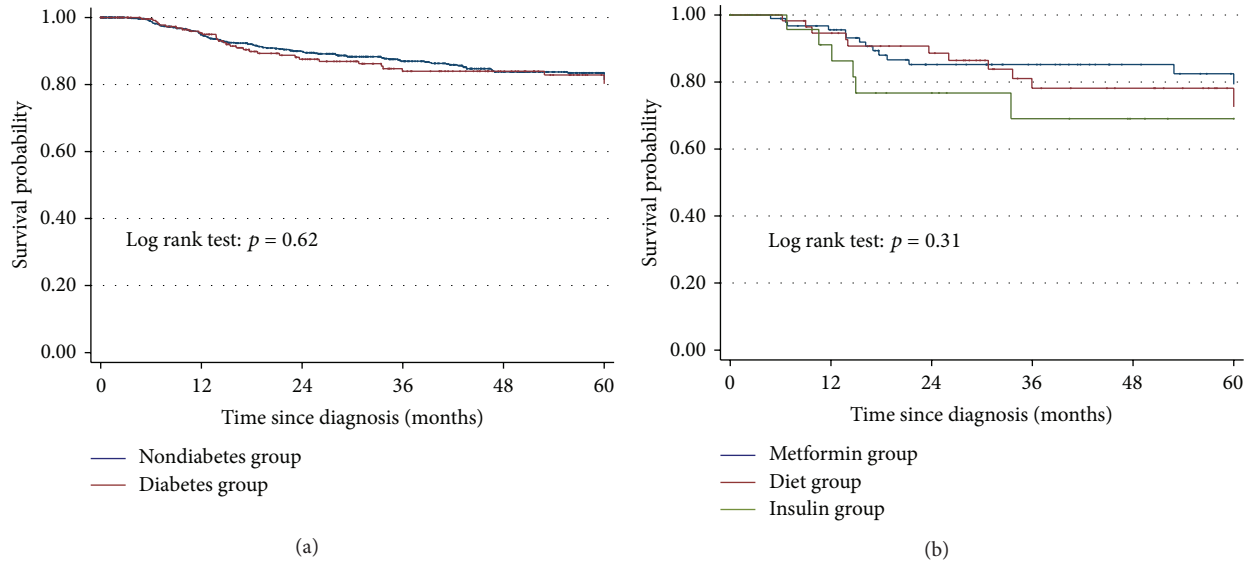 1.00
0.80
0.60
0.40
0.20
0.00
Survival probability
Log rank test: p = 0.62
0 12 24 36 48 60
Time since diagnosis (months)
Nondiabetes group
Diabetes group
(a)
1.00
0.80
0.60
0.40
0.20
0.00
Survival probability
Log rank test: p = 0.31
0 12 24 36 48 60
Time since diagnosis (months)
Metformin group
Diet group
Insulin group
(b)